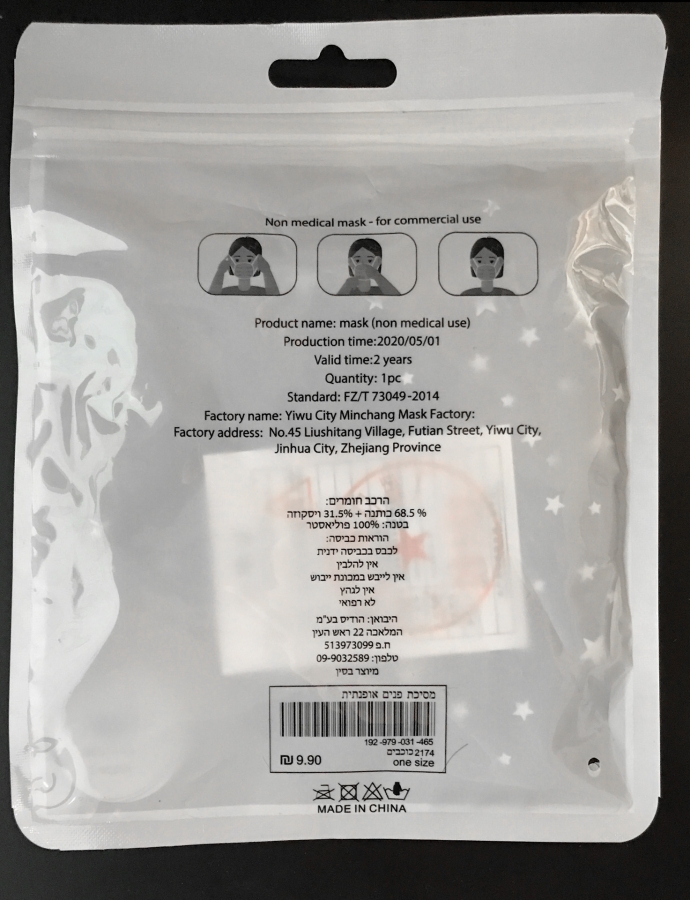 Non medical mask - for commercial use
Product name: mask (non medical use)
Production time:2020/05/01
Valid time:2 years
Quantity: 1pc
Standard: FZ/T 73049-2014
Factory name: Yiwu City Minchang Mask Factory:
Factory address: No.45 Liushitang Village, Futian Street, Yiwu City,
Jinhua City, Zhejiang Province
הרכב חומרים:
% 68.5 כותנה + 31.5% ויסקוזה
בטנה: 100% פוליאסטר
הוראות כביסה:
לכבס בכביסה ידנית
אין להלבין
אין לייבש במכונת ייבוש
אין לגהץ
לא רפואי
היבואן: הודיס בע"מ
המלאכה 22 ראש העין
ח.פ 513973099
טלפון: 09-9032589
מיוצר בסין
מסיכת פנים אופנתית
192 -979 -031 -465
2174 כוכבים
₪ 9.90
one size
MADE IN CHINA